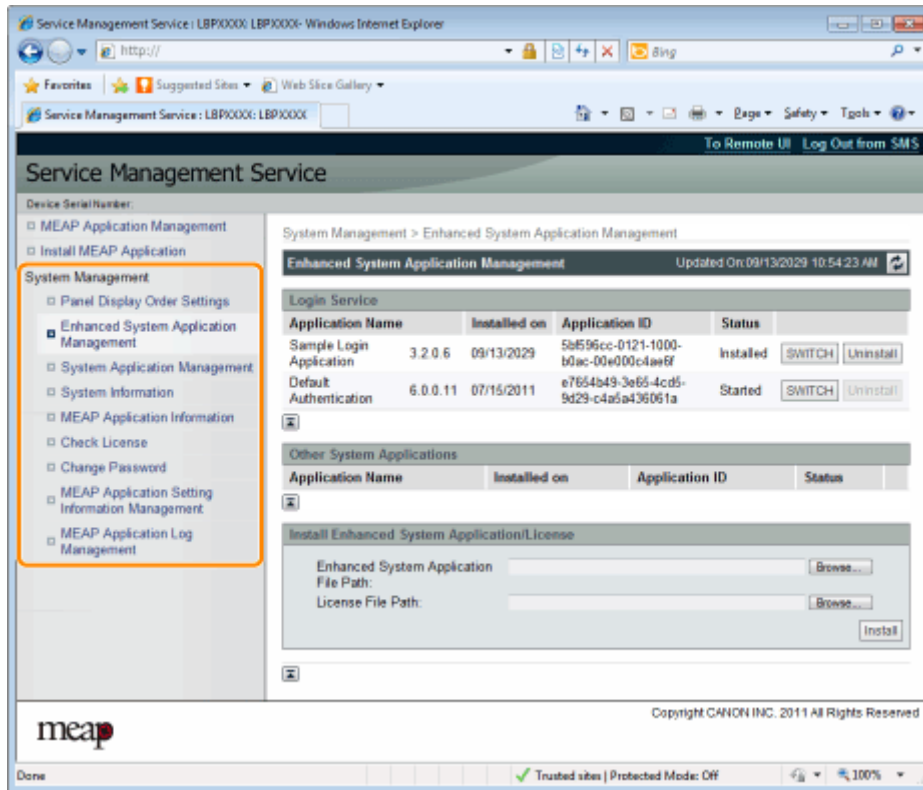 Service Management Service : LBPXXXX: LBPXXXX- Windows Internet Explorer
http://
Bing
Favorites Suggested Sites Web Slice Gallery
Service Management Service : LBPXXXX: LBPXXXX
Page Safety Tools
To Remote UI Log Out from SMS
Service Management Service
Device Serial Number:
MEAP Application Management
Install MEAP Application
System Management
Panel Display Order Settings
Enhanced System Application
Management
System Application Management
System Information
MEAP Application Information
Check License
Change Password
MEAP Application Setting
Information Management
MEAP Application Log
Management
System Management > Enhanced System Application Management
Enhanced System Application Management Updated On:09/13/2029 10:54:23 AM
Login Service
Application Name Installed on Application ID Status
Sample Login
Application 3.2.0.6 09/13/2029 5bf596cc-0121-1000-
b0ac-00e000c4ae6f Installed SWITCH Uninstall
Default
Authentication 6.0.0.11 07/15/2011 e7654b49-3e65-4cd5-
9d29-c4a5a436061a Started SWITCH Uninstall
Other System Applications
Application Name Installed on Application ID Status
Install Enhanced System Application/License
Enhanced System Application
File Path: Browse...
License File Path: Browse...
Install
meap
Copyright CANON INC. 2011 All Rights Reserved
Done Trusted sites | Protected Mode: Off 100%